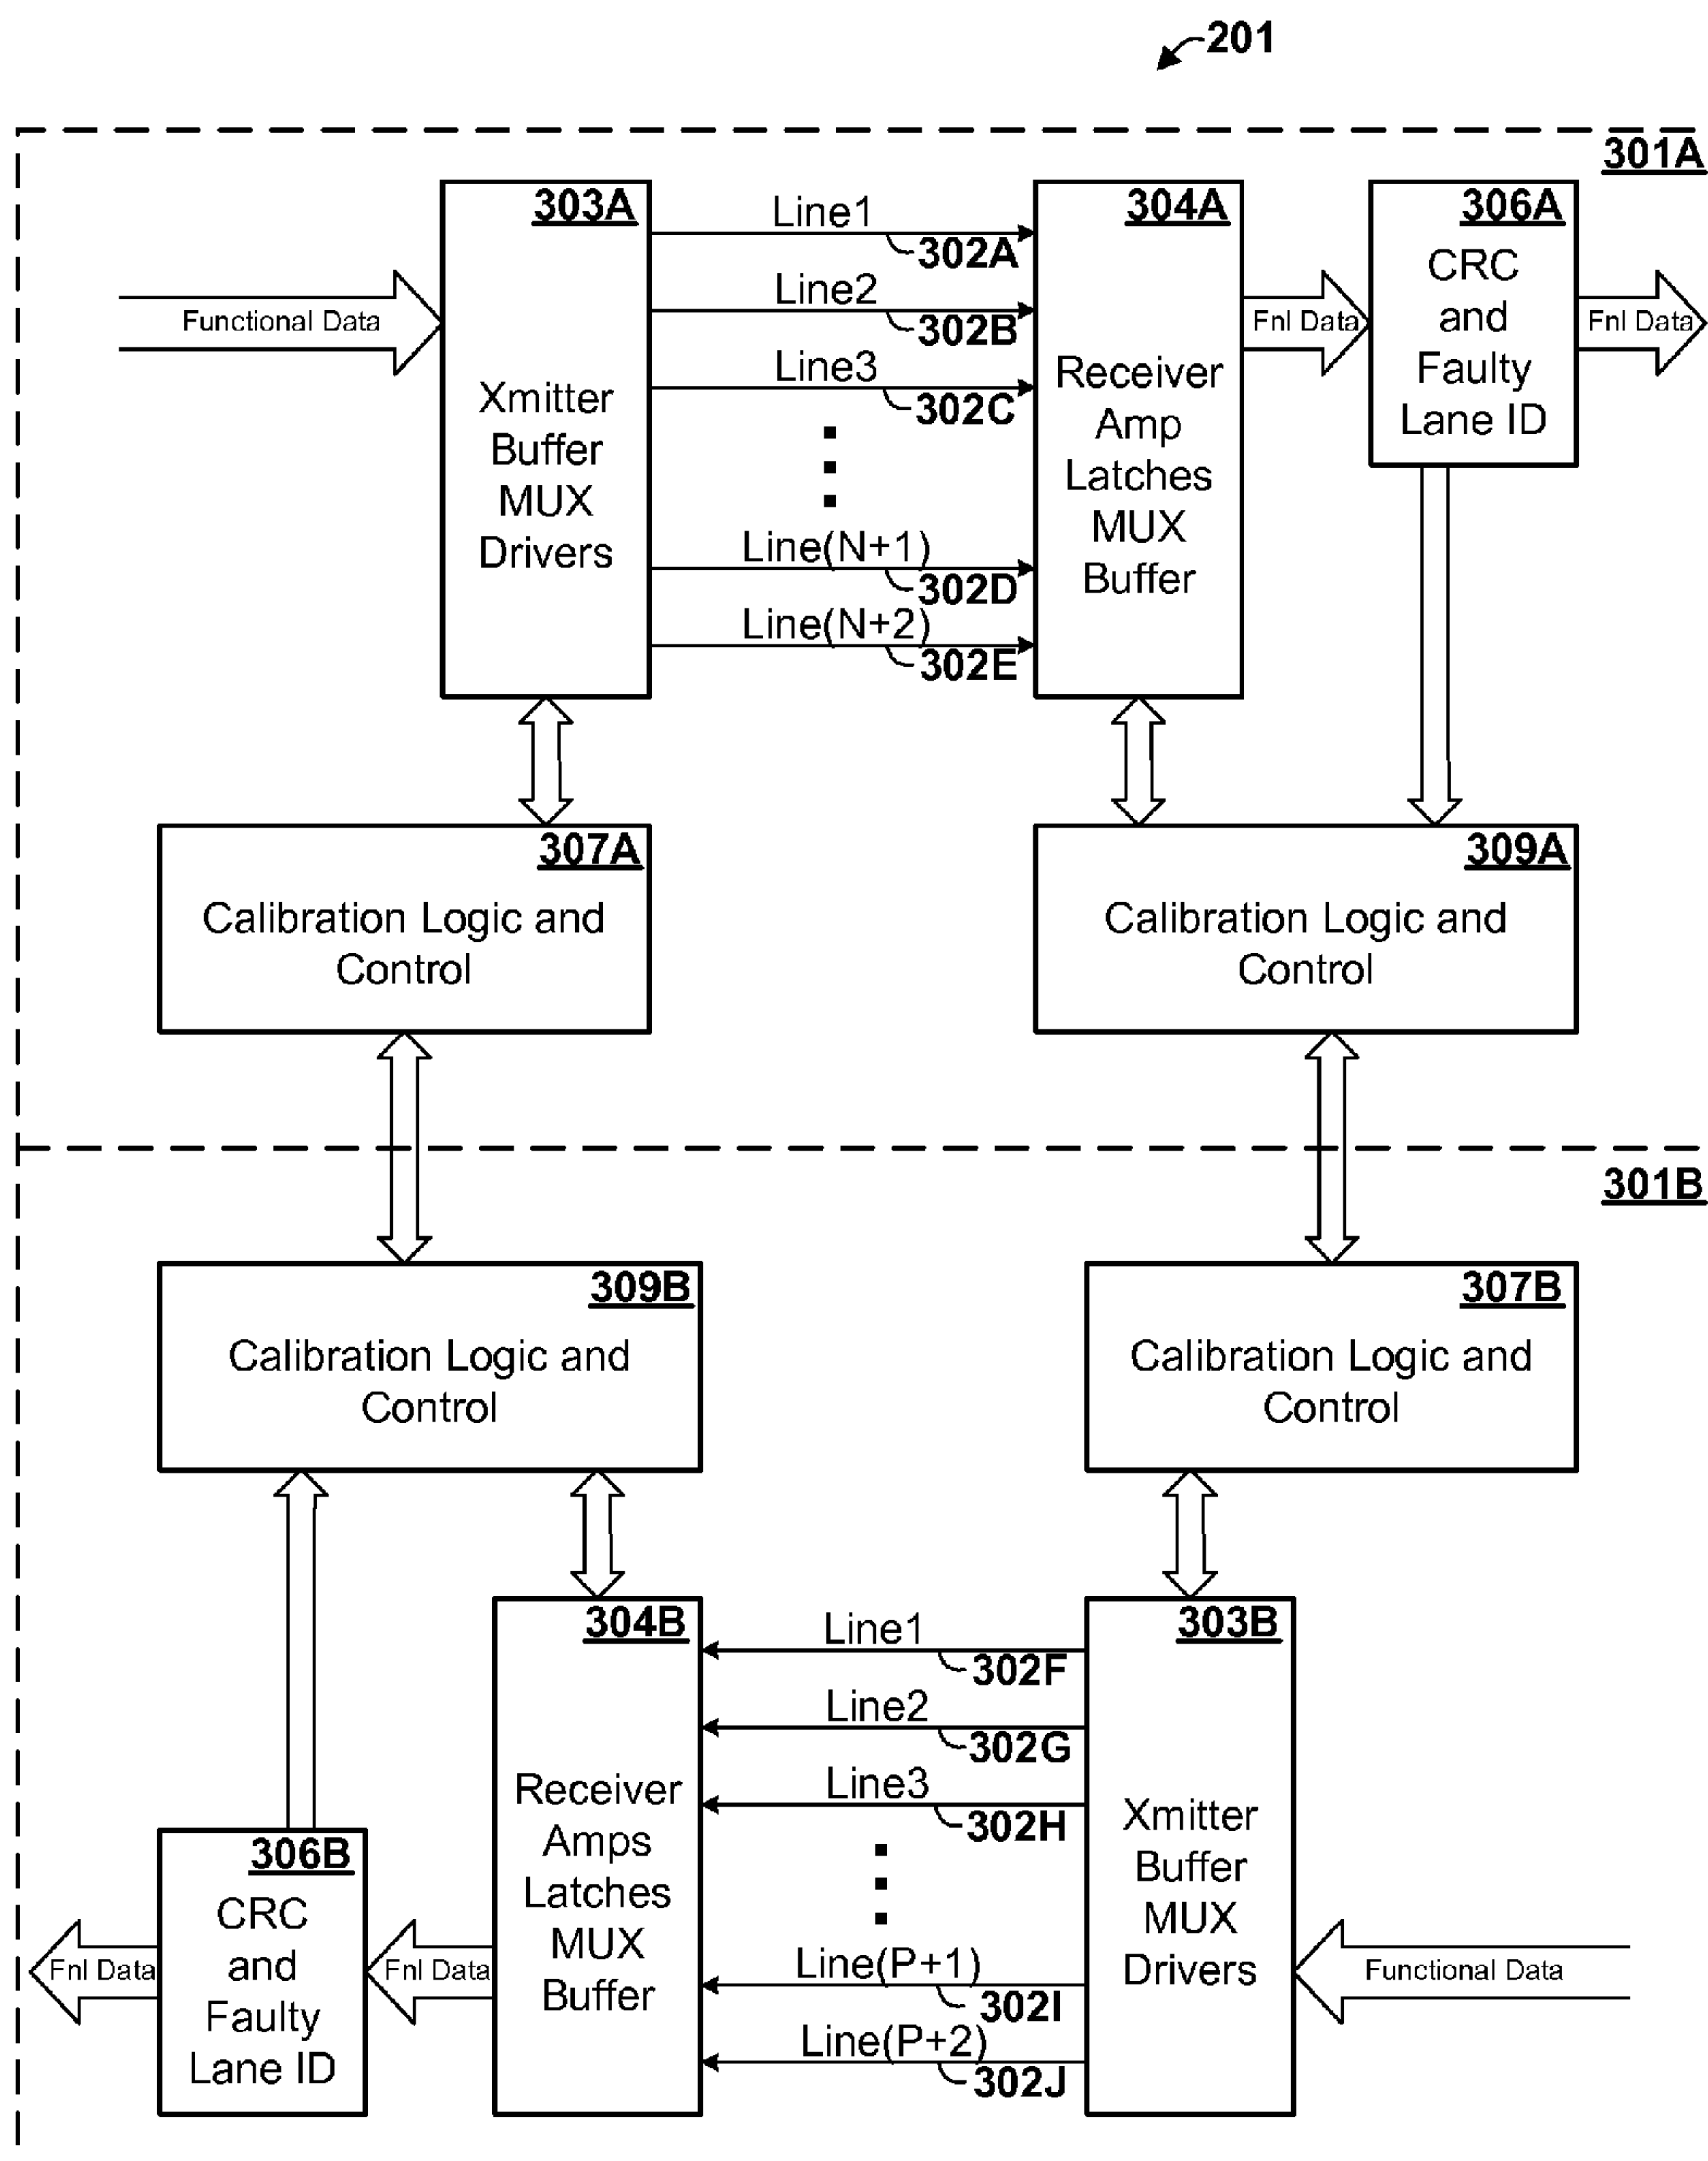 201
301A
303A
Xmitter
Buffer
MUX
Drivers
Functional Data
Line1
302A
Line2
302B
Line3
302C
Line(N+1)
302D
Line(N+2)
302E
304A
Receiver
Amp
Latches
MUX
Buffer
Fnl Data
306A
CRC
and
Faulty
Lane ID
Fnl Data
307A
Calibration Logic and
Control
309A
Calibration Logic and
Control
301B
309B
Calibration Logic and
Control
307B
Calibration Logic and
Control
304B
Receiver
Amps
Latches
MUX
Buffer
Line1
302F
Line2
302G
Line3
302H
Line(P+1)
302I
Line(P+2)
302J
303B
Xmitter
Buffer
MUX
Drivers
Functional Data
306B
CRC
and
Faulty
Lane ID
Fnl Data
Fnl Data